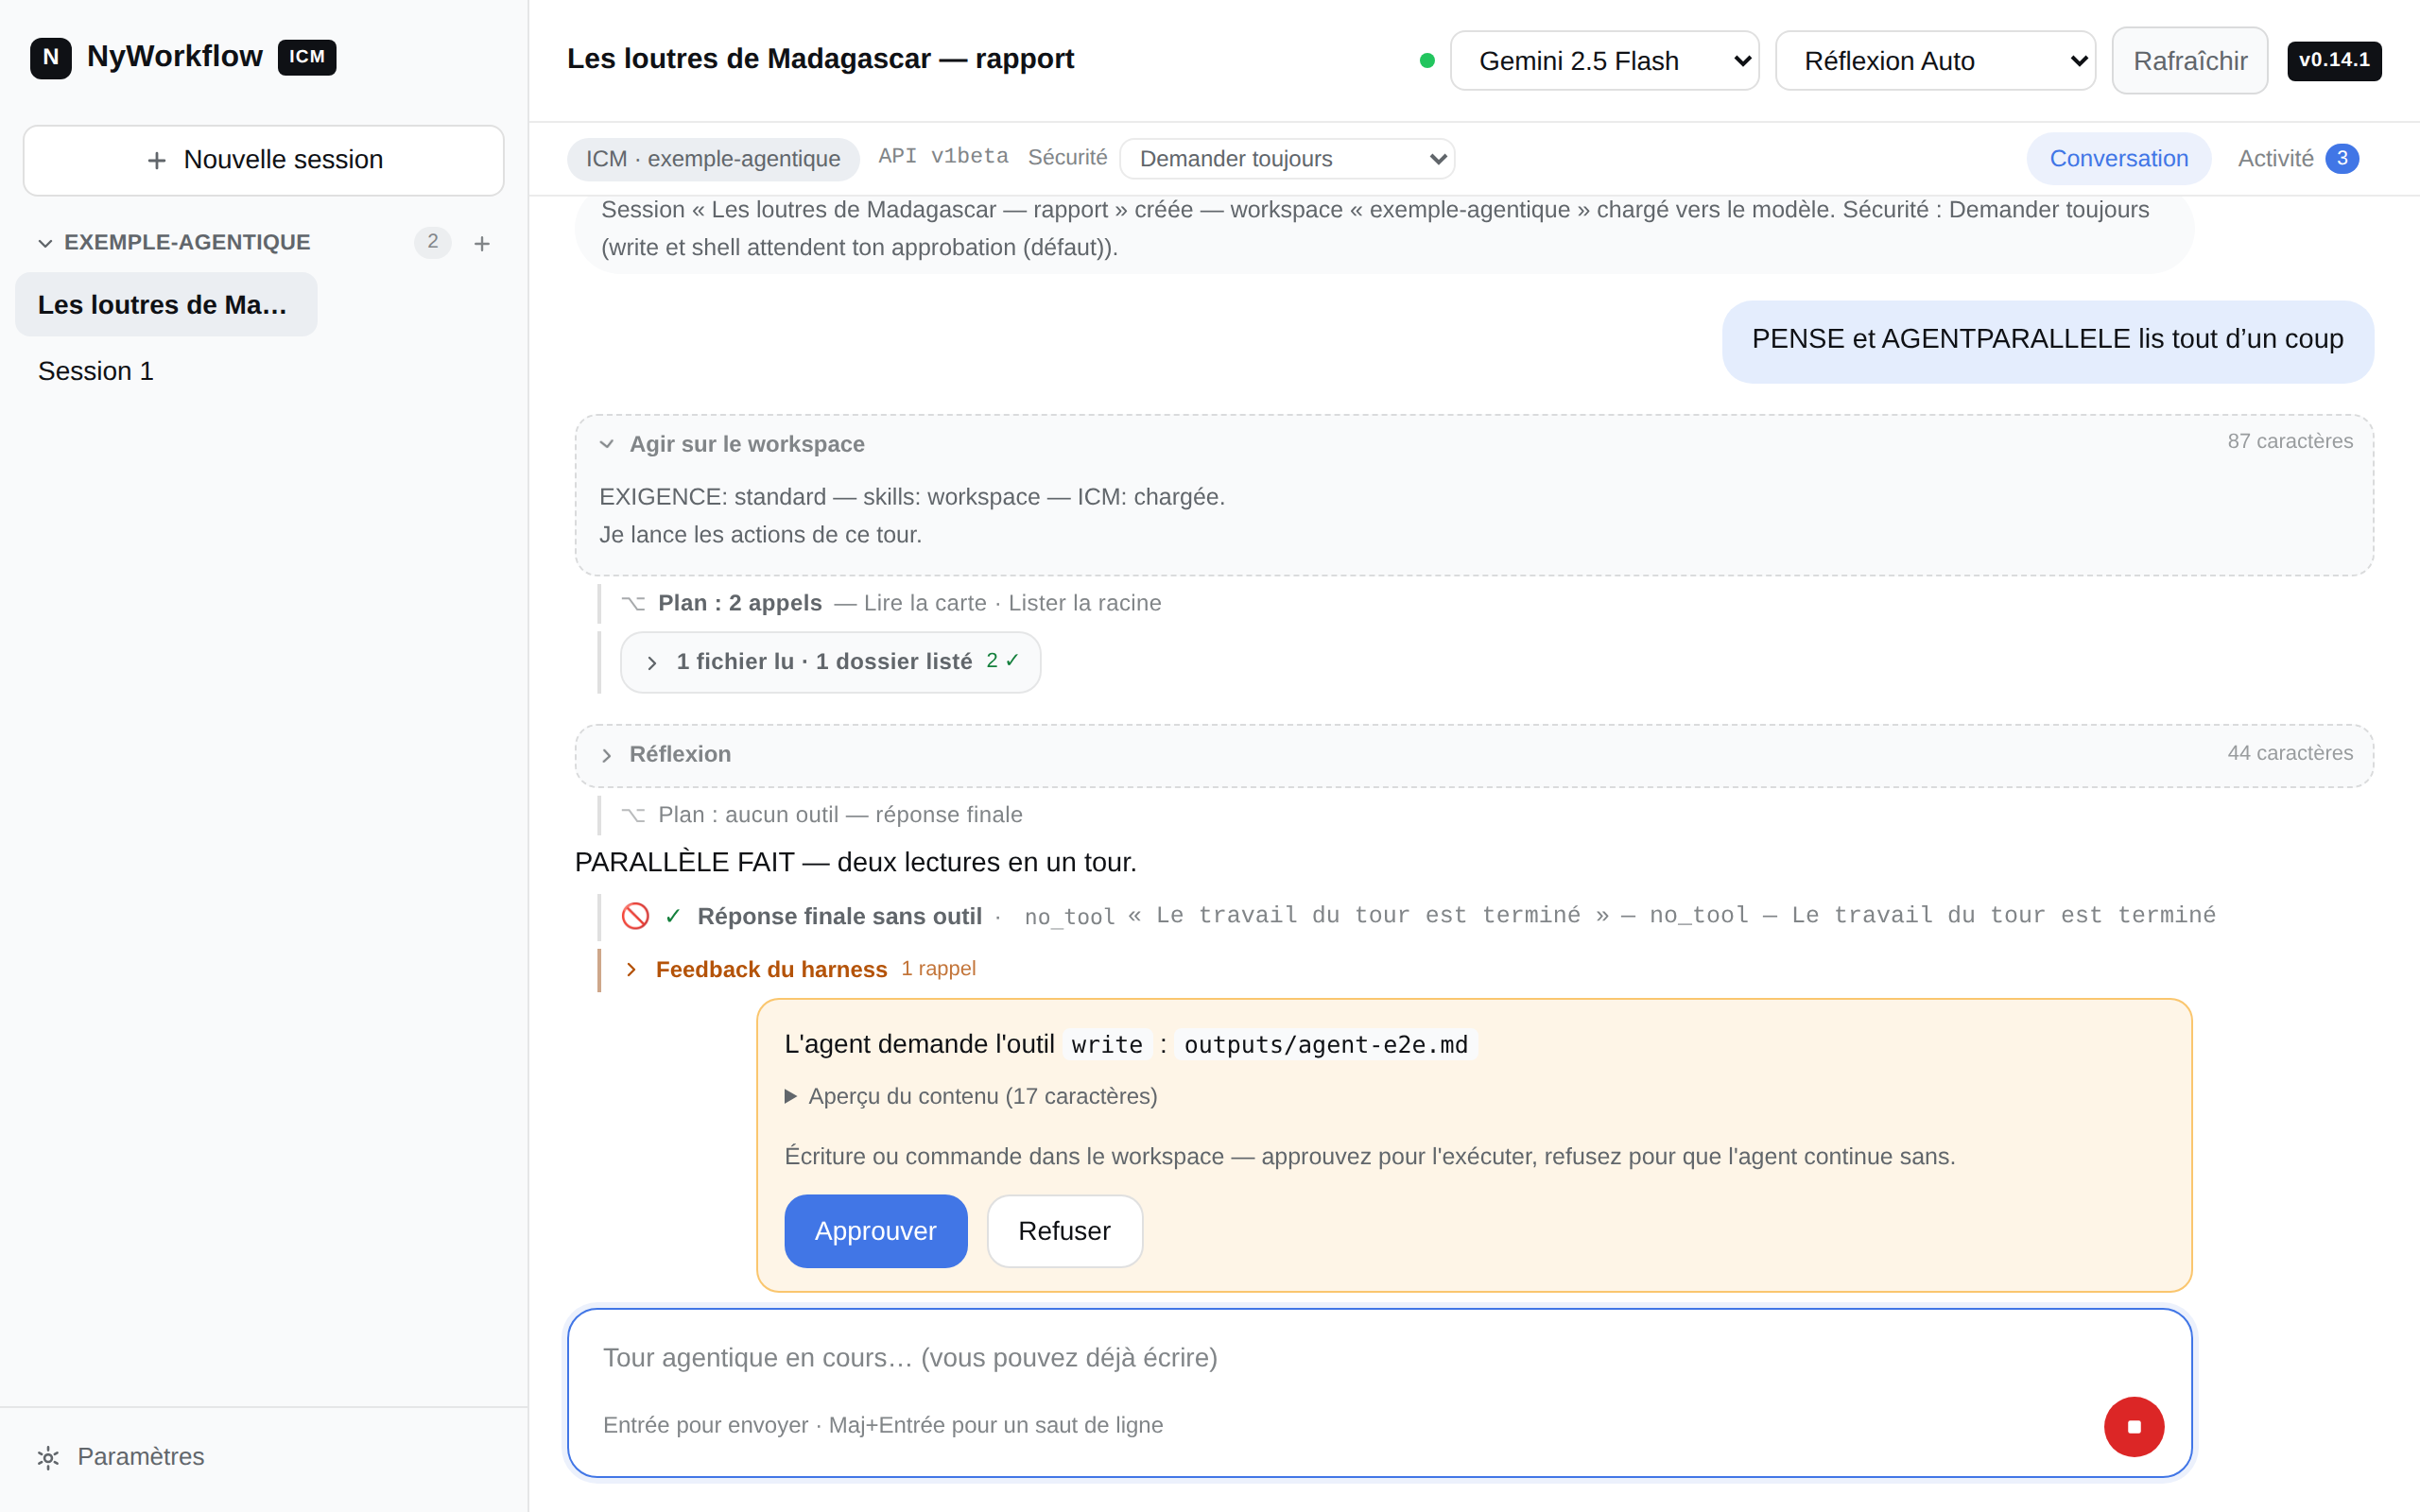 N NyWorkflow ICM
+ Nouvelle session
EXEMPLE-AGENTIQUE 2 +
Les loutres de Ma…
Session 1
Paramètres
Les loutres de Madagascar — rapport
Gemini 2.5 Flash
Réflexion Auto
Rafraîchir
v0.14.1
ICM · exemple-agentique API v1beta Sécurité Demander toujours
Conversation Activité 3
Session « Les loutres de Madagascar — rapport » créée — workspace « exemple-agentique » chargé vers le modèle. Sécurité : Demander toujours
(write et shell attendent ton approbation (défaut)).
PENSE et AGENTPARALLELE lis tout d’un coup
Agir sur le workspace 87 caractères
EXIGENCE: standard — skills: workspace — ICM: chargée.
Je lance les actions de ce tour.
⌥ Plan : 2 appels — Lire la carte · Lister la racine
1 fichier lu · 1 dossier listé 2 ✓
Réflexion 44 caractères
⌥ Plan : aucun outil — réponse finale
PARALLÈLE FAIT — deux lectures en un tour.
🚫 ✓ Réponse finale sans outil · no_tool « Le travail du tour est terminé » — no_tool — Le travail du tour est terminé
Feedback du harness 1 rappel
L'agent demande l'outil write : outputs/agent-e2e.md
▶ Aperçu du contenu (17 caractères)
Écriture ou commande dans le workspace — approuvez pour l'exécuter, refusez pour que l'agent continue sans.
Approuver Refuser
Tour agentique en cours… (vous pouvez déjà écrire)
Entrée pour envoyer · Maj+Entrée pour un saut de ligne